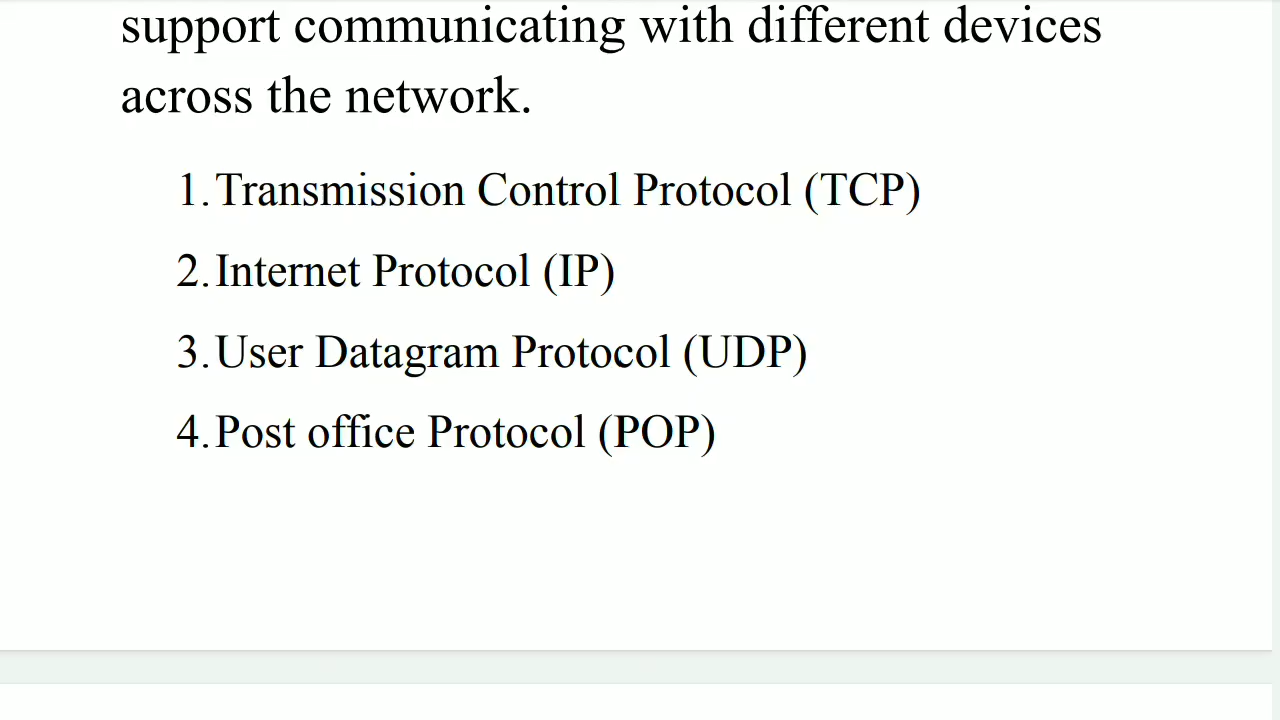 support communicating with different devices
across the network.
1. Transmission Control Protocol (TCP)
2. Internet Protocol (IP)
3. User Datagram Protocol (UDP)
4. Post office Protocol (POP)